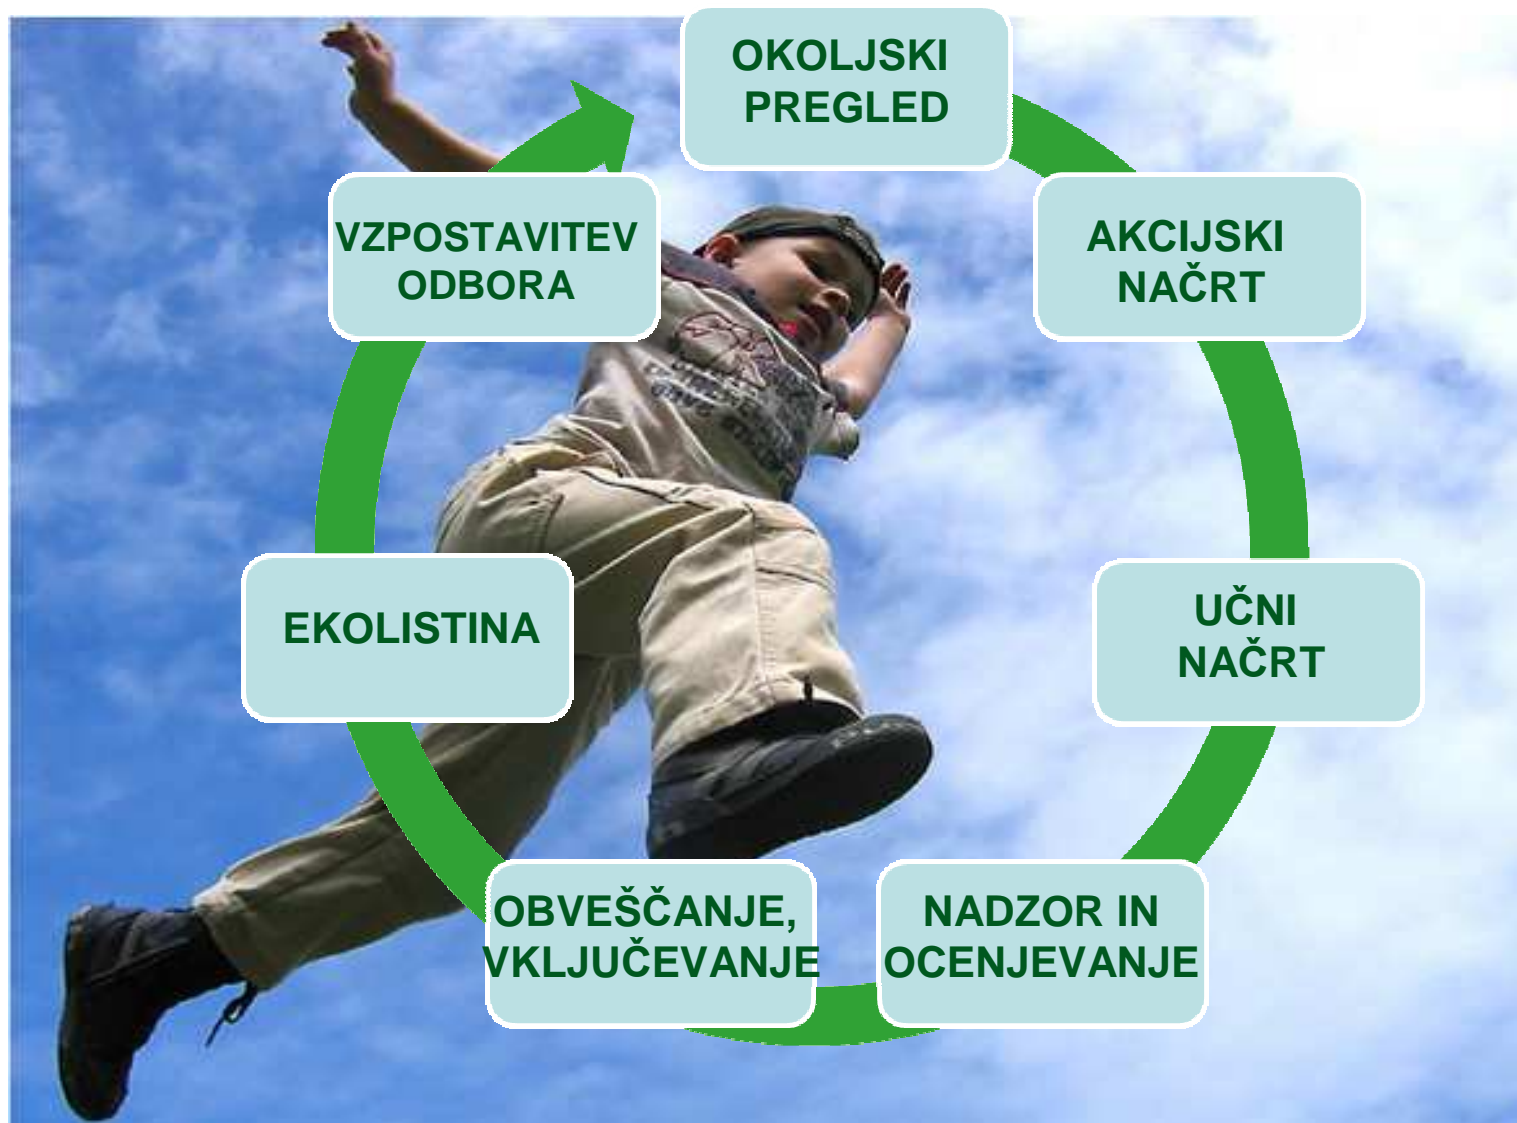 OKOLJSKI
PREGLED
AKCIJSKI
NAČRT
UČNI
NAČRT
NADZOR IN
OCENJEVANJE
OBVEŠČANJE,
VKLJUČEVANJE
EKOLISTINA
VZPOSTAVITEV
ODBORA